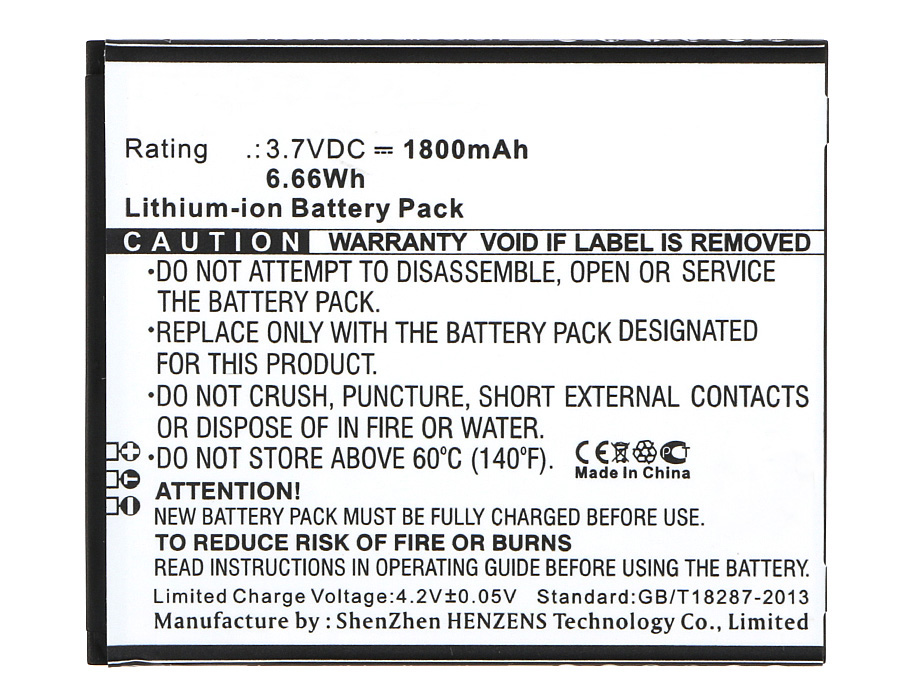 Rating .: 3.7VDC ⎓ 1800mAh
6.66Wh
Lithium-ion Battery Pack
CAUTION WARRANTY VOID IF LABEL IS REMOVED
·DO NOT ATTEMPT TO DISASSEMBLE, OPEN OR SERVICE
THE BATTERY PACK.
·REPLACE ONLY WITH THE BATTERY PACK DESIGNATED
FOR THIS PRODUCT.
·DO NOT CRUSH, PUNCTURE, SHORT EXTERNAL CONTACTS
OR DISPOSE OF IN FIRE OR WATER.
·DO NOT STORE ABOVE 60°C (140°F). CE PCT
Made In China
ATTENTION!
NEW BATTERY PACK MUST BE FULLY CHARGED BEFORE USE.
TO REDUCE RISK OF FIRE OR BURNS
READ INSTRUCTIONS IN OPERATING GUIDE BEFORE USING THE BATTERY.
Limited Charge Voltage:4.2V±0.05V Standard:GB/T18287-2013
Manufacture by : ShenZhen HENZENS Technology Co., Limited